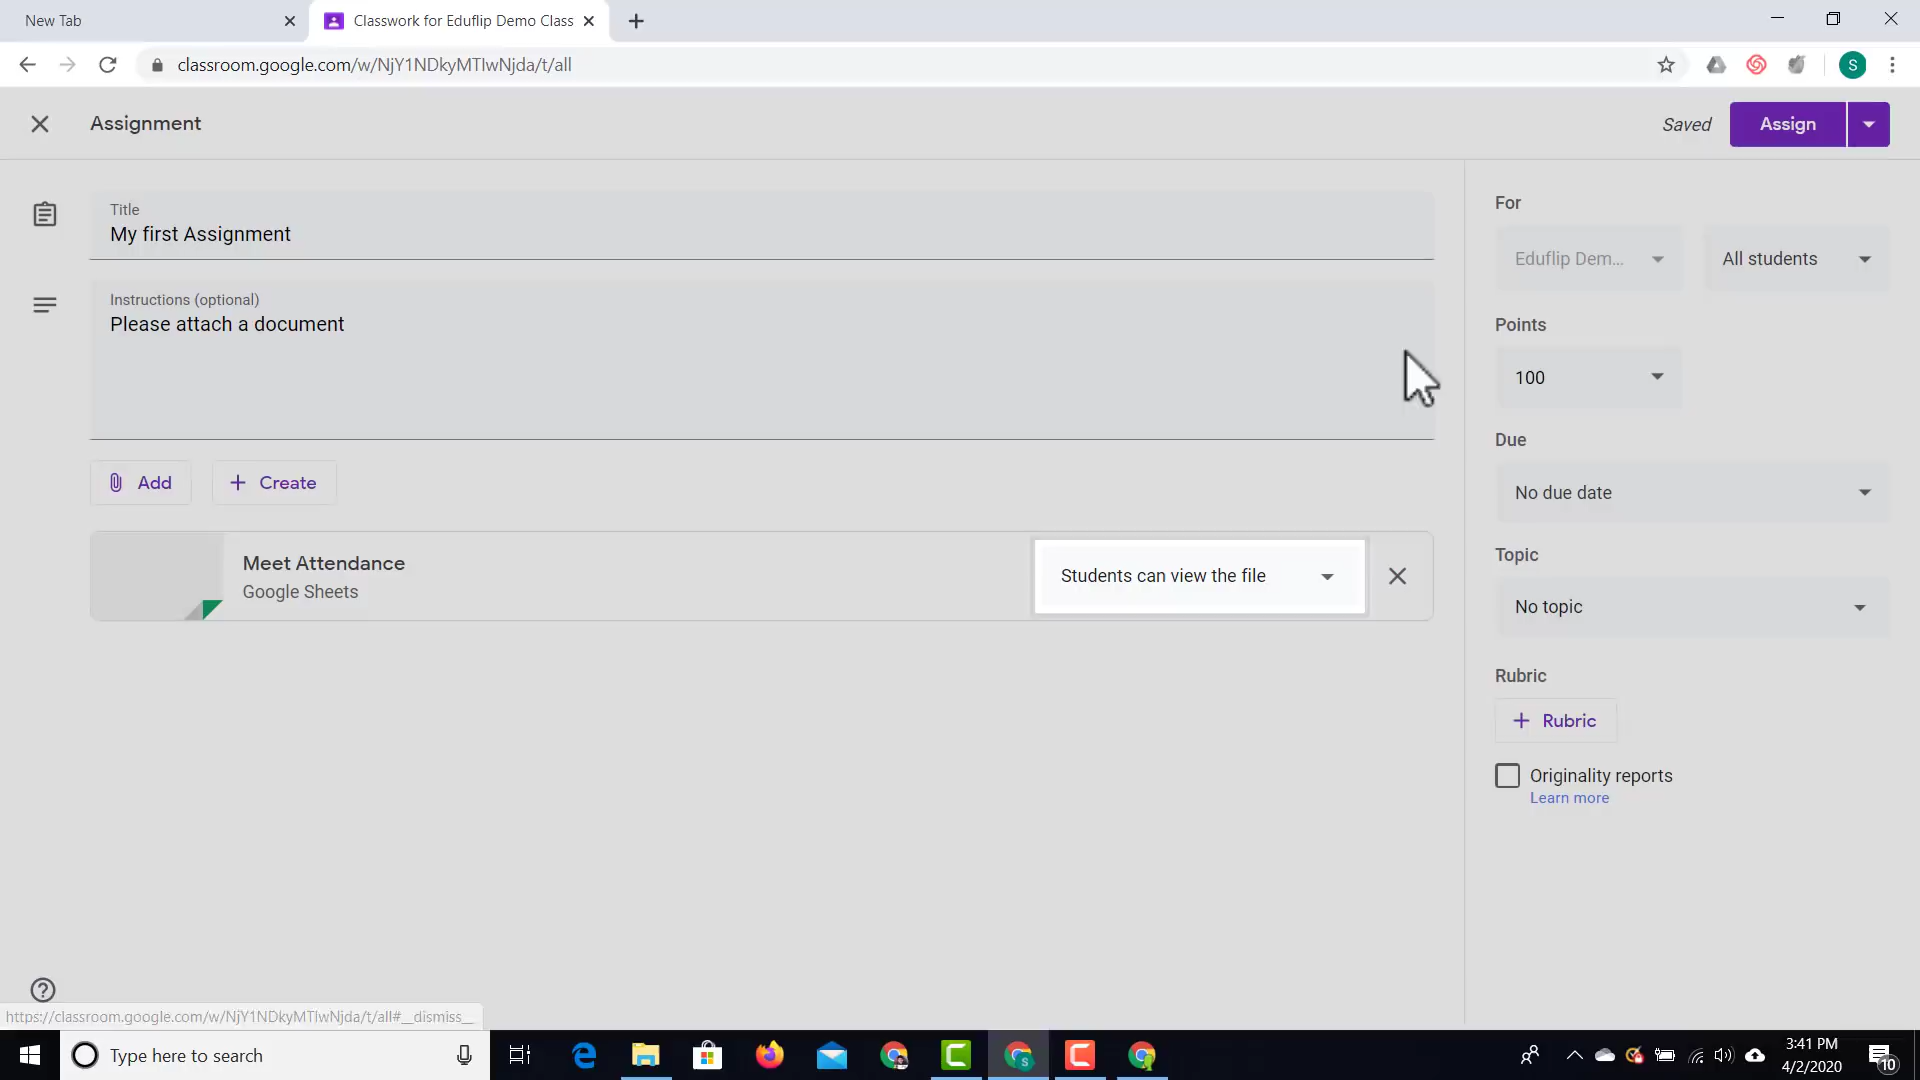 New Tab
Classwork for Eduflip Demo Class
classroom.google.com/w/NjY1NDkyMTIwNjda/t/all
S
Assignment
Saved
Assign
Title
My first Assignment
Instructions (optional)
Please attach a document
Add
Create
Meet Attendance
Google Sheets
Students can view the file
For
Eduflip Dem...
All students
Points
100
Due
No due date
Topic
No topic
Rubric
Rubric
Originality reports
Learn more
https://classroom.google.com/w/NjY1NDkyMTIwNjda/t/all#__dismiss__
Type here to search
S
3:41 PM
4/2/2020
10